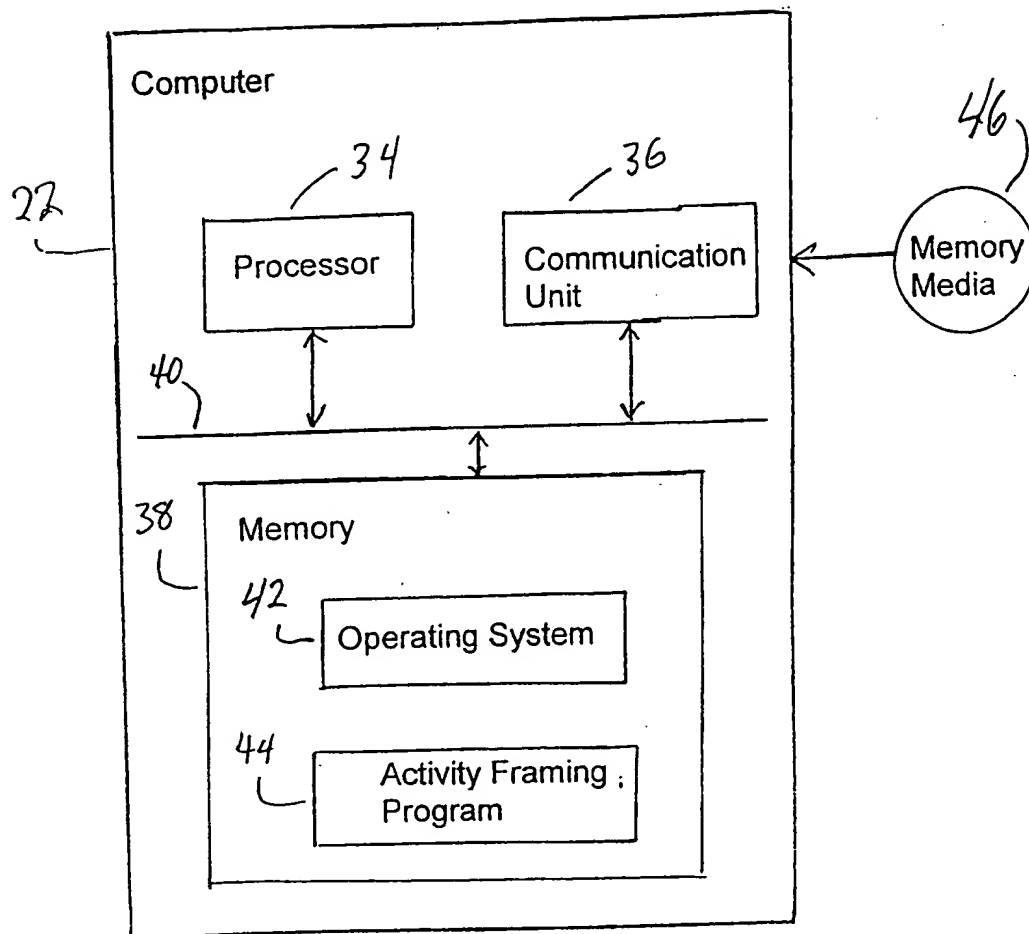 Computer
46
34
36
22
Processor
Communication
Unit
Memory
Media
40
38
Memory
42
Operating System
44
Activity Framing
Program